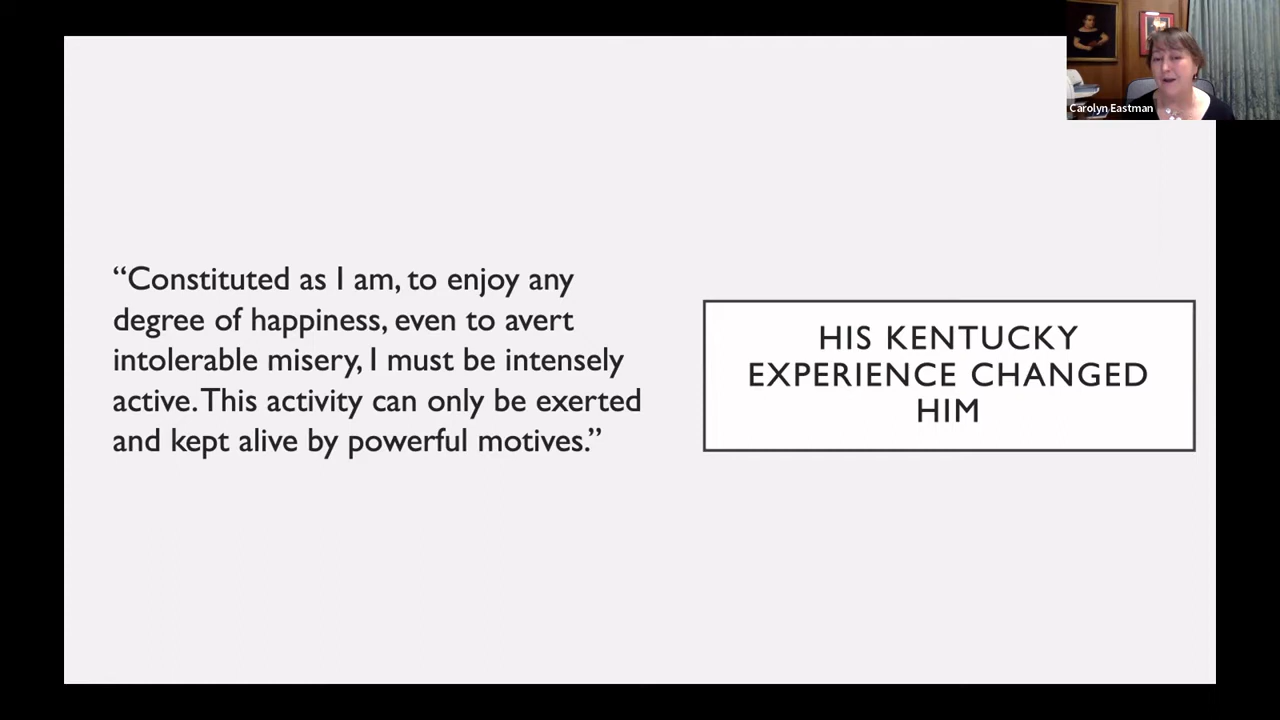 Carolyn Eastman
“Constituted as I am, to enjoy any
degree of happiness, even to avert
intolerable misery, I must be intensely
active. This activity can only be exerted
and kept alive by powerful motives.”
HIS KENTUCKY
EXPERIENCE CHANGED
HIM